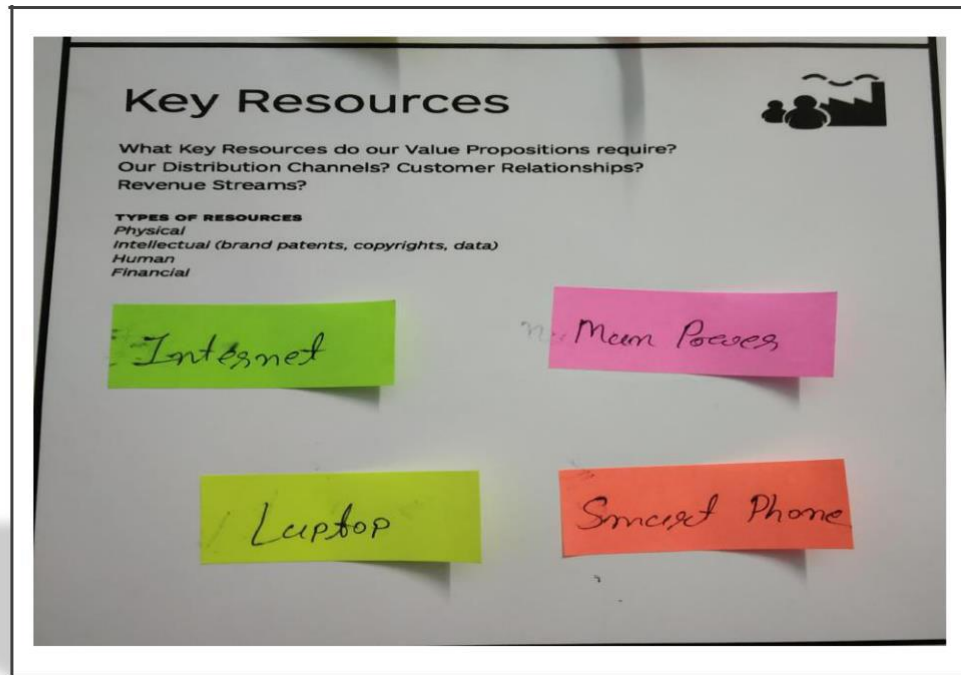 Key Resources
What Key Resources do our Value Propositions require?
Our Distribution Channels? Customer Relationships?
Revenue Streams?
TYPES OF RESOURCES
Physical
Intellectual (brand patents, copyrights, data)
Human
Financial
Internet
Man Power
Laptop
Smart Phone